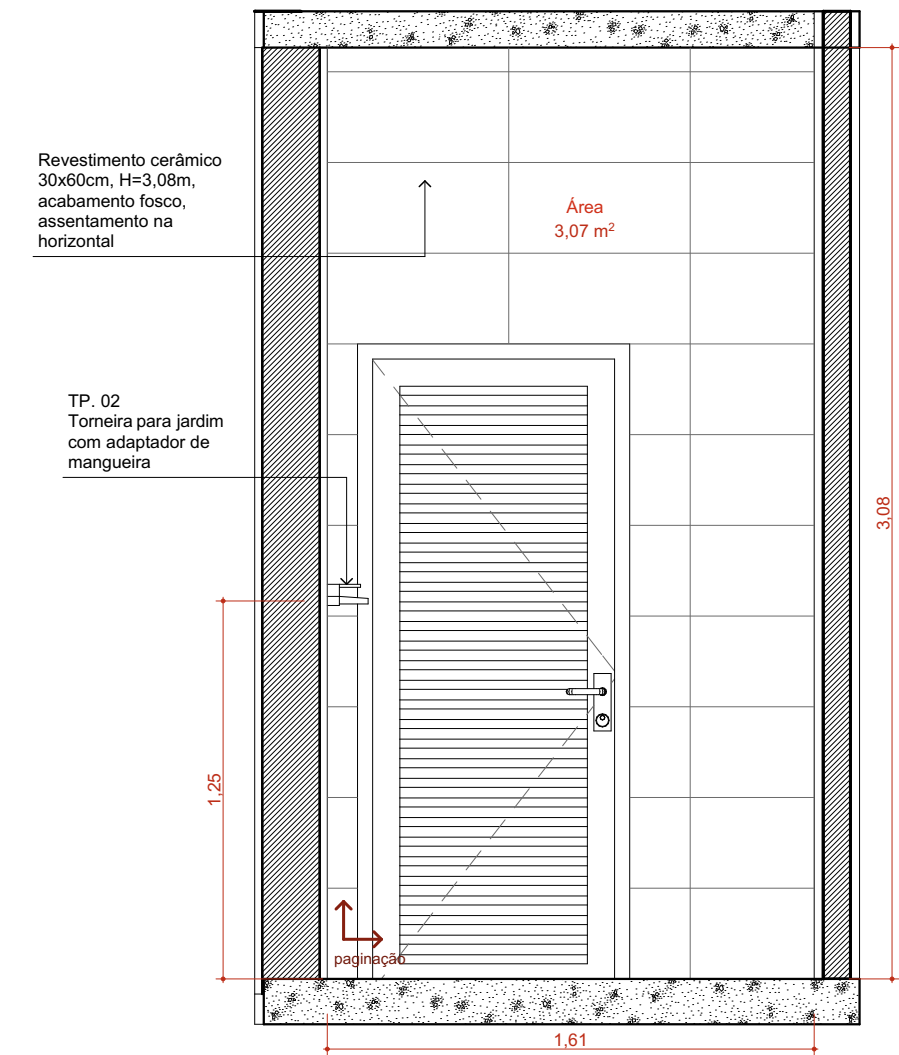 Revestimento cerâmico
30x60cm, H=3,08m,
acabamento fosco,
assentamento na
horizontal
Área
3,07 m²
TP. 02
Torneira para jardim
com adaptador de
mangueira
3,08
1,25
paginação
1,61